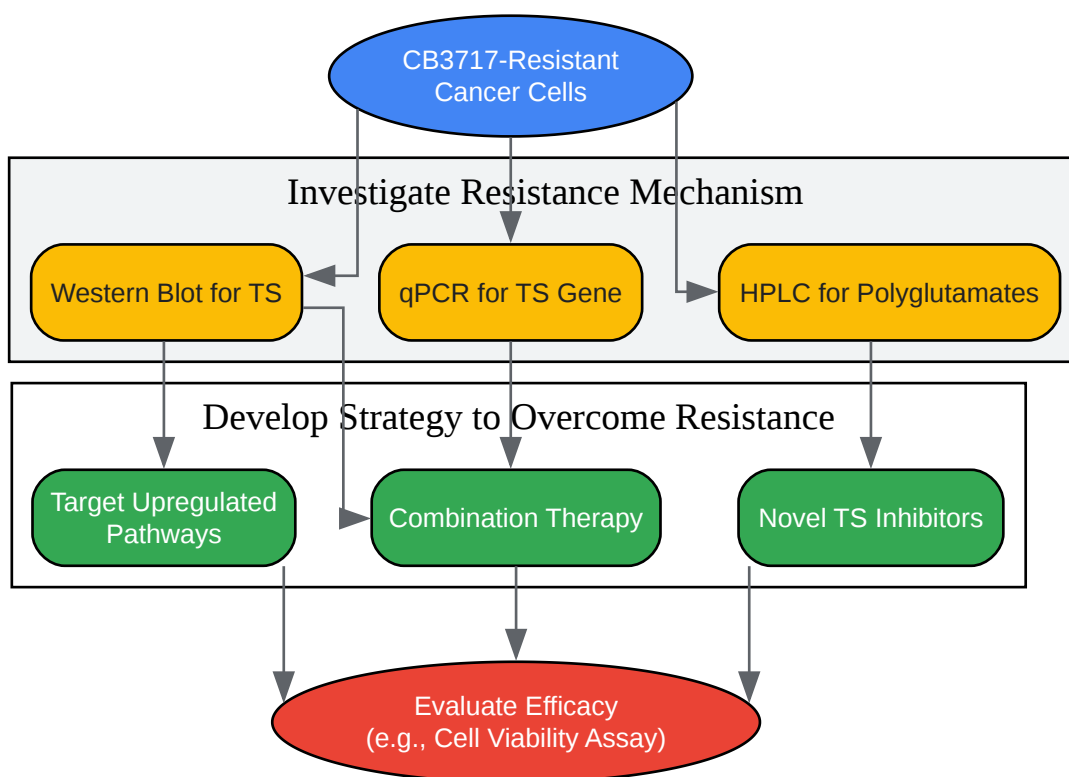 CB3717-Resistant
Cancer Cells
Investigate Resistance Mechanism
Western Blot for TS
qPCR for TS Gene
HPLC for Polyglutamates
Develop Strategy to Overcome Resistance
Target Upregulated
Pathways
Combination Therapy
Novel TS Inhibitors
Evaluate Efficacy
(e.g., Cell Viability Assay)